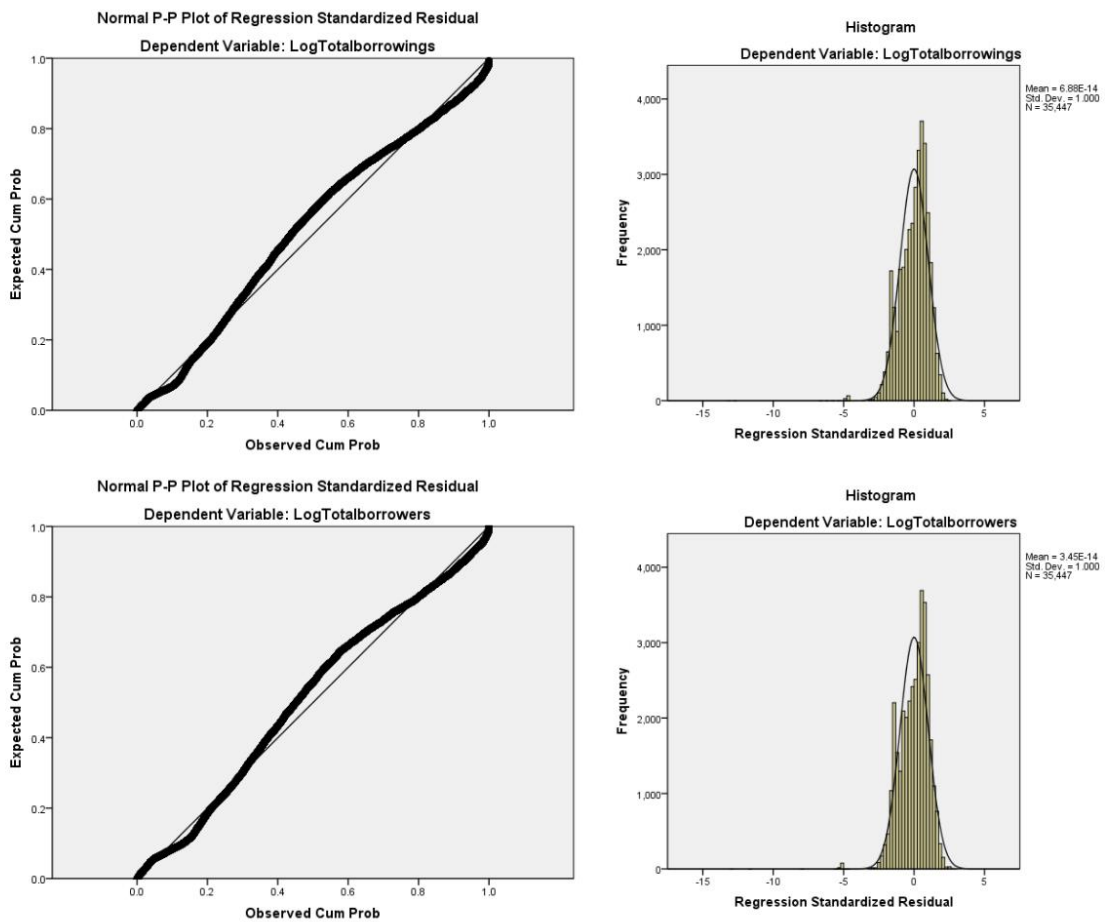 Normal P-P Plot of Regression Standardized Residual
Dependent Variable: LogTotalborrowings
1.0
0.8
0.6
0.4
0.2
0.0
Expected Cum Prob
0.0 0.2 0.4 0.6 0.8 1.0
Observed Cum Prob
Histogram
Dependent Variable: LogTotalborrowings
Mean = 6.88E-14
Std. Dev. = 1.000
N = 35,447
4,000
3,000
2,000
1,000
0
Frequency
-15 -10 -5 0 5
Regression Standardized Residual
Normal P-P Plot of Regression Standardized Residual
Dependent Variable: LogTotalborrowers
1.0
0.8
0.6
0.4
0.2
0.0
Expected Cum Prob
0.0 0.2 0.4 0.6 0.8 1.0
Observed Cum Prob
Histogram
Dependent Variable: LogTotalborrowers
Mean = 3.45E-14
Std. Dev. = 1.000
N = 35,447
4,000
3,000
2,000
1,000
0
Frequency
-15 -10 -5 0 5
Regression Standardized Residual